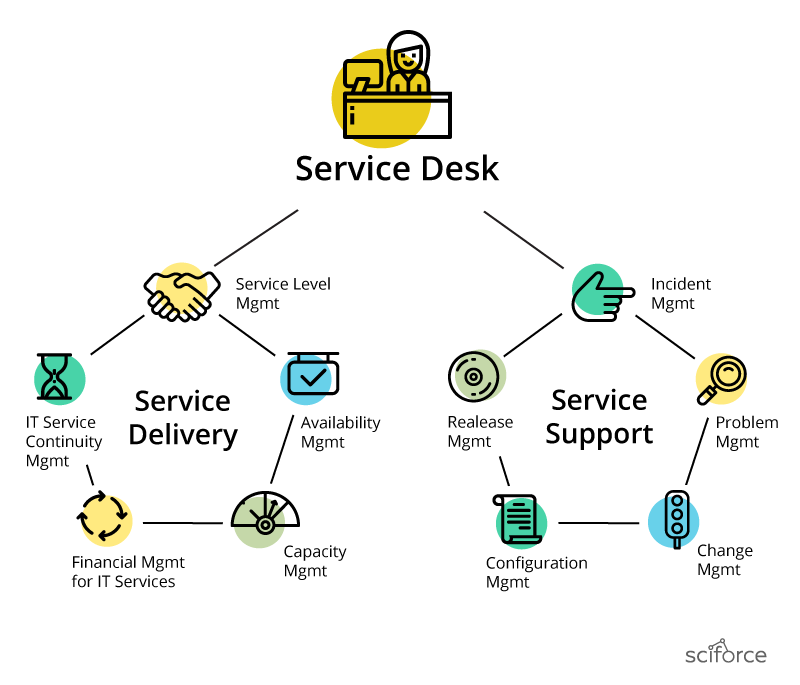 Service Desk
Service Level
Mgmt
Incident
Mgmt
IT Service
Continuity
Mgmt
Service
Delivery
Availability
Mgmt
Realease
Mgmt
Service
Support
Problem
Mgmt
Financial Mgmt
for IT Services
Capacity
Mgmt
Configuration
Mgmt
Change
Mgmt
sciforce